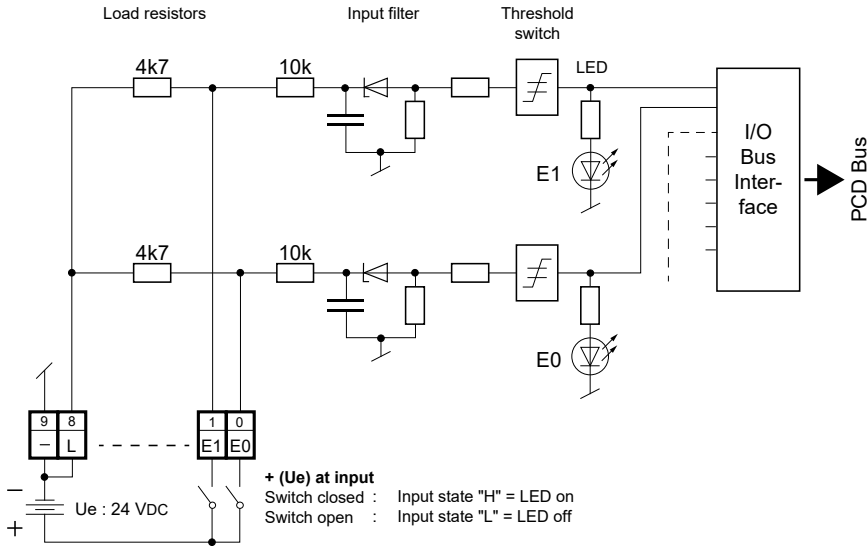 Load resistors
Input filter
Threshold
switch
4k7
10k
LED
E1
I/O
Bus
Inter-
face
PCD Bus
4k7
10k
E0
9 8 1 0
– L E1 E0
–
+
Ue : 24 VDC
+ (Ue) at input
Switch closed : Input state "H" = LED on
Switch open : Input state "L" = LED off